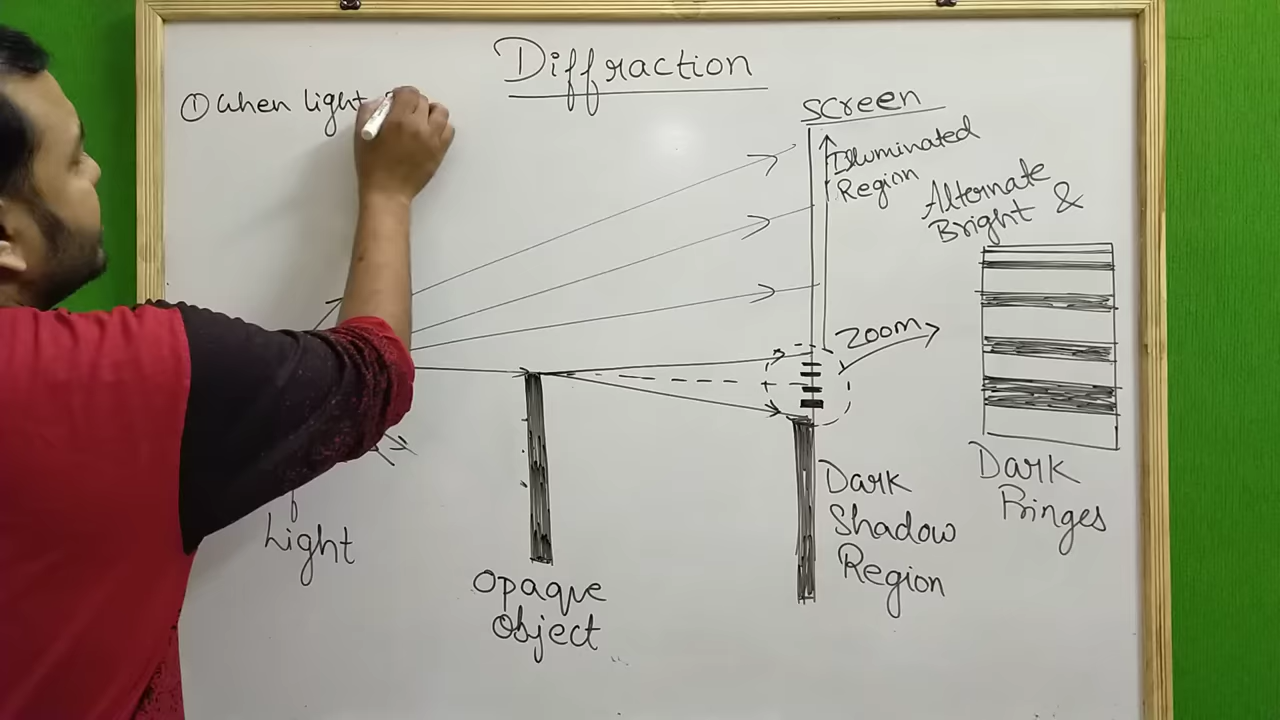 Diffraction
① When light
Screen
Illuminated
Region
Alternate
Bright &
Zoom
Dark
Fringes
Dark
Shadow
Region
Light
Opaque
Object